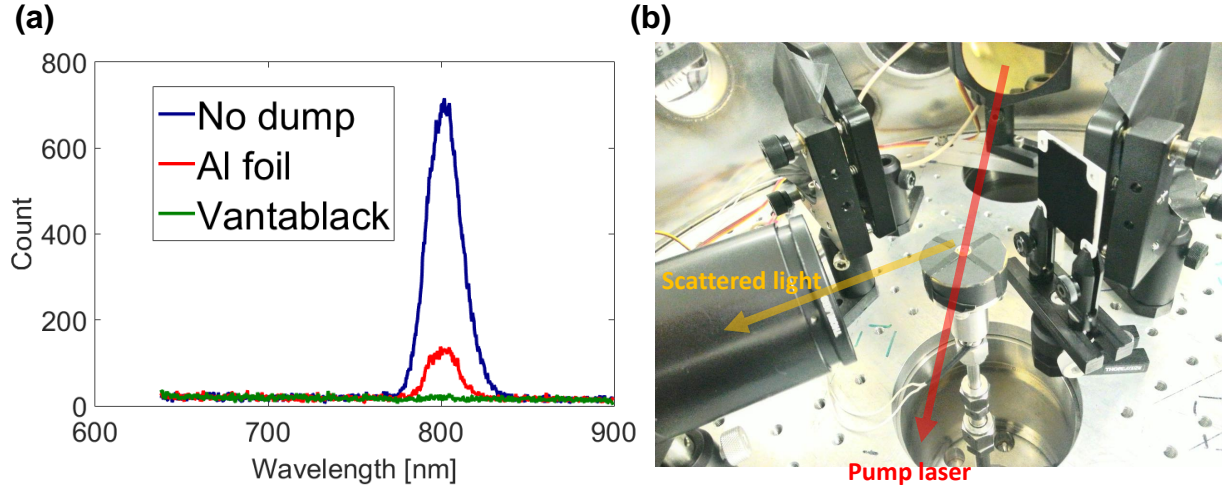 (a)
(b)
800
600
400
200
0
Count
No dump
Al foil
Vantablack
600
700
800
900
Wavelength [nm]
Scattered light
Pump laser
THORLABS